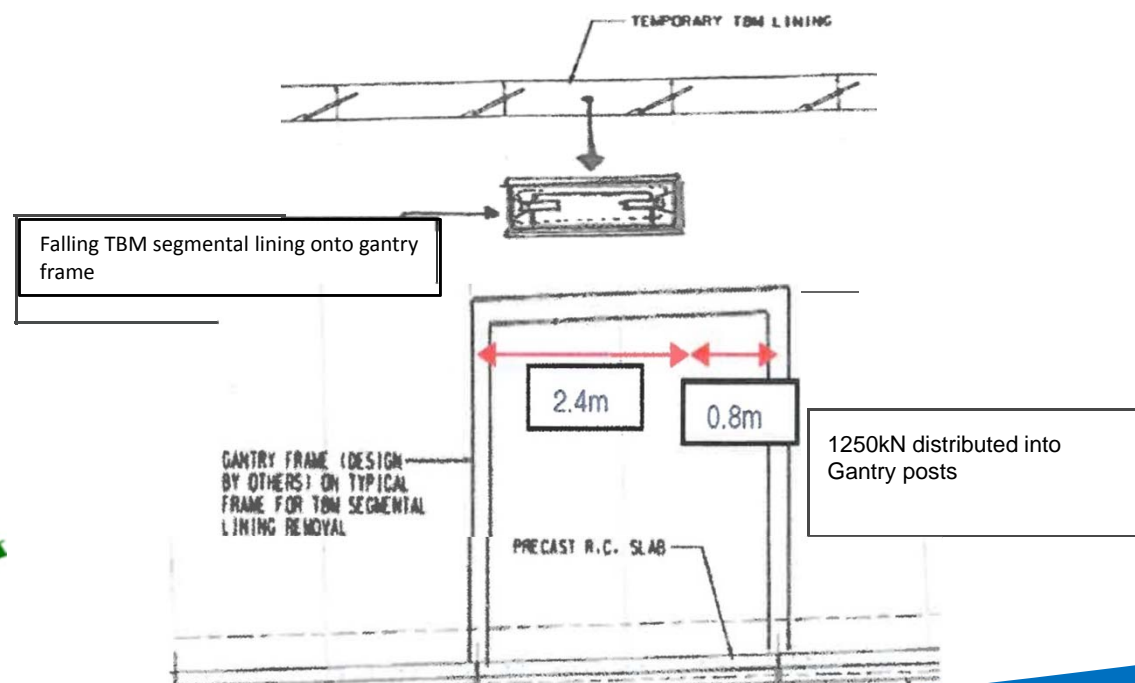 TEMPORARY TBM LINING
Falling TBM segmental lining onto gantry
frame
2.4m
0.8m
1250kN distributed into
Gantry posts
GANTRY FRAME (DESIGN
BY OTHERS) ON TYPICAL
FRAME FOR TBM SEGMENTAL
LINING REMOVAL
PRECAST R.C. SLAB